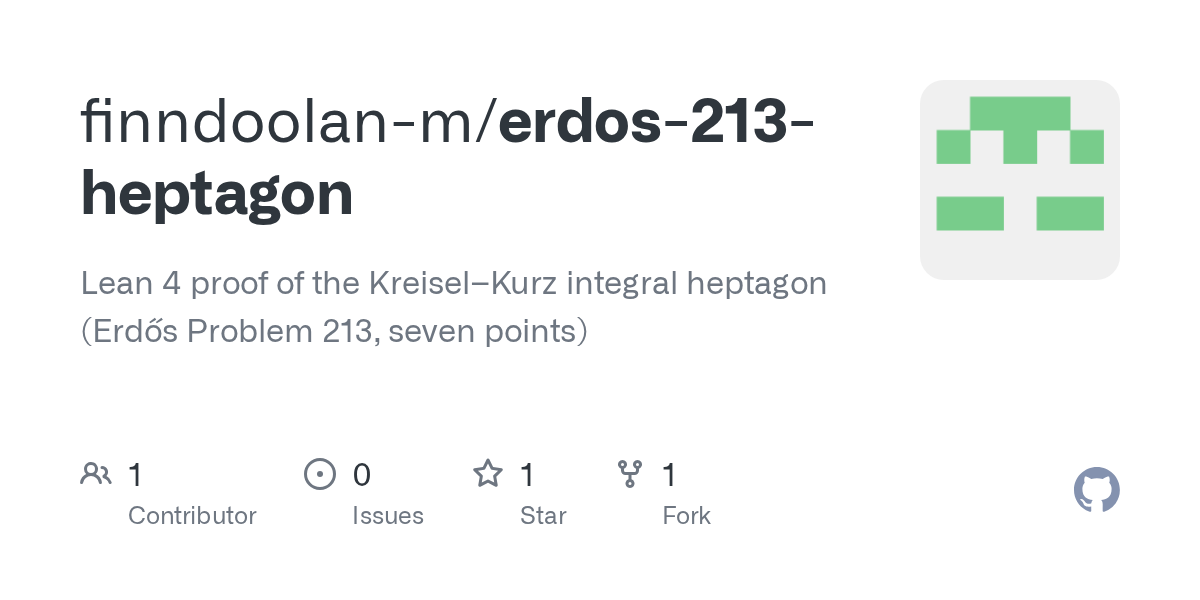 finndoolan-m/erdos-213-
heptagon
Lean 4 proof of the Kreisel–Kurz integral heptagon
(Erdős Problem 213, seven points)
1 0 1 1
Contributor Issues Star Fork